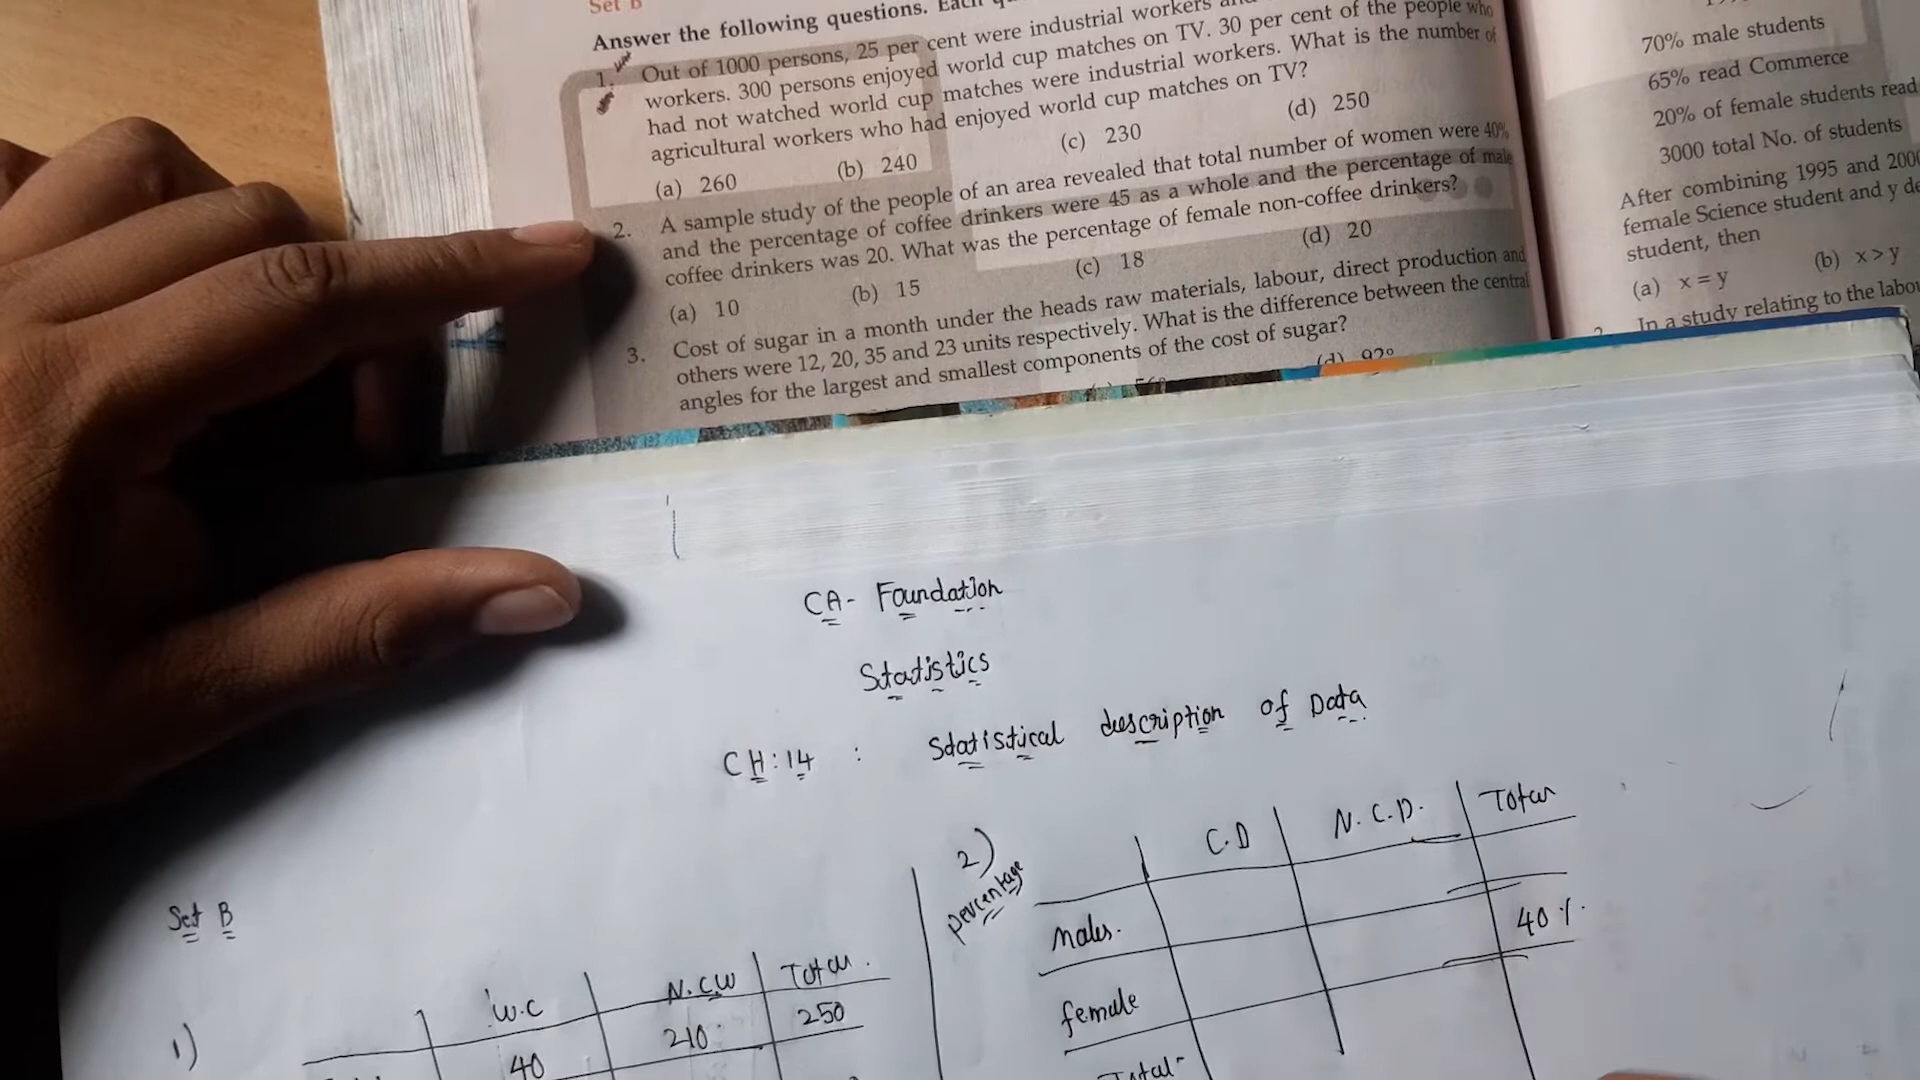 Set B
Answer the following questions.
1. Out of 1000 persons, 25 per cent were industrial workers
workers. 300 persons enjoyed world cup matches on TV. 30 per cent of the people who
had not watched world cup matches were industrial workers. What is the number of
agricultural workers who had enjoyed world cup matches on TV?
(a) 260 (b) 240 (c) 230 (d) 250
2. A sample study of the people of an area revealed that total number of women were 40%
and the percentage of coffee drinkers were 45 as a whole and the percentage of male
coffee drinkers was 20. What was the percentage of female non-coffee drinkers?
(a) 10 (b) 15 (c) 18 (d) 20
3. Cost of sugar in a month under the heads raw materials, labour, direct production and
others were 12, 20, 35 and 23 units respectively. What is the difference between the central
angles for the largest and smallest components of the cost of sugar?
(d) 92°
70% male students
65% read Commerce
20% of female students read
3000 total No. of students
After combining 1995 and 2000
female Science student and y de
student, then
(a) x = y (b) x > y
In a study relating to the labou
CA- Foundation
Statistics
CH:14 : Statistical description of Data
Set B
1)
W.C N.C.W Total
40 210 250
2)
percentage
C.D N.C.D. Total
Males.
40%.
female
Total